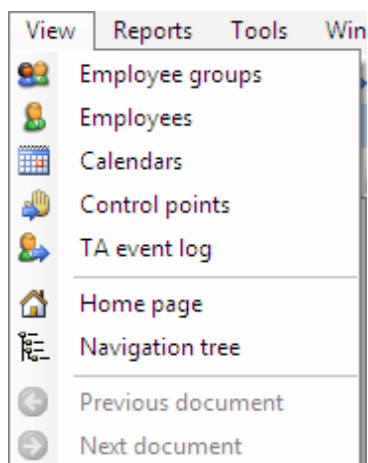 View Reports Tools Win
Employee groups
Employees
Calendars
Control points
TA event log
Home page
Navigation tree
Previous document
Next document